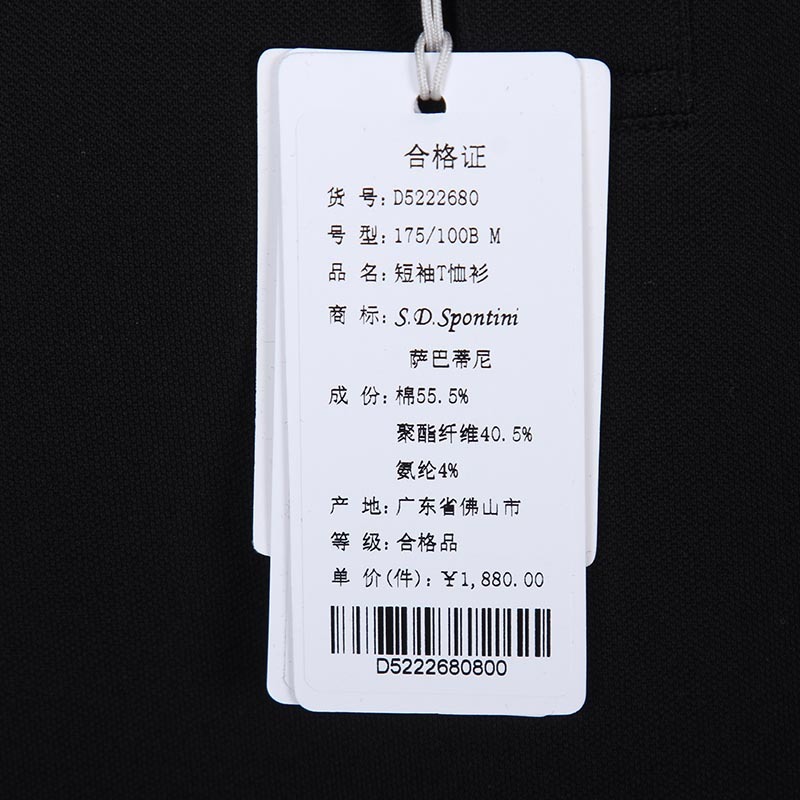 合格证
货 号: D5222680
号 型: 175/100B M
品 名: 短袖T恤衫
商 标: S.D.Spontini
萨巴蒂尼
成 份: 棉55.5%
聚酯纤维40.5%
氨纶4%
产 地: 广东省佛山市
等 级: 合格品
单 价(件): ¥1,880.00
D5222680800